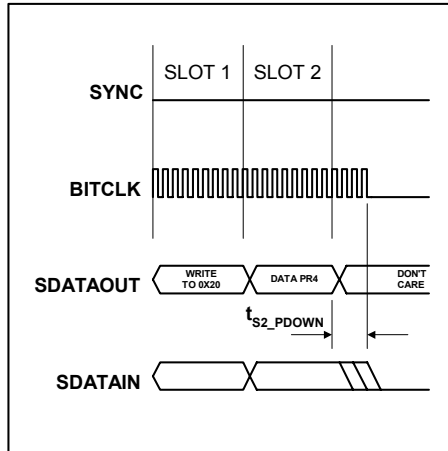 SLOT 1 SLOT 2
SYNC
BITCLK
SDATAOUT
WRITE
TO 0X20
DATA PR4
DON'T
CARE
tS2_PDOWN
SDATAIN